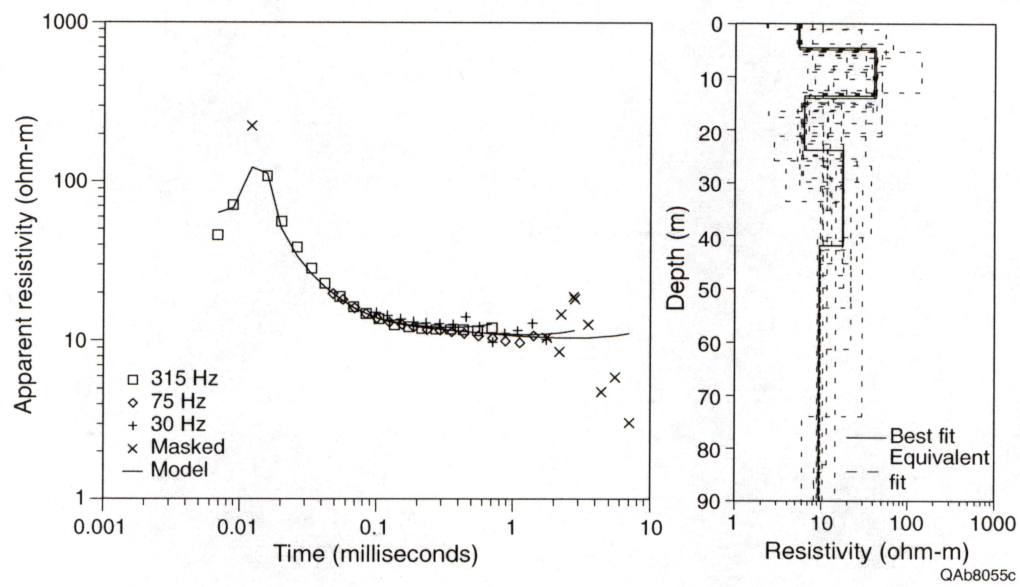 1000
100
10
1
Apparent resistivity (ohm-m)
315 Hz
75 Hz
30 Hz
Masked
Model
0.001
0.01
0.1
1
10
Time (milliseconds)
0
10
20
30
40
50
60
70
80
90
Depth (m)
Best fit
Equivalent
fit
1
10
100
1000
Resistivity (ohm-m)
QAb8055c